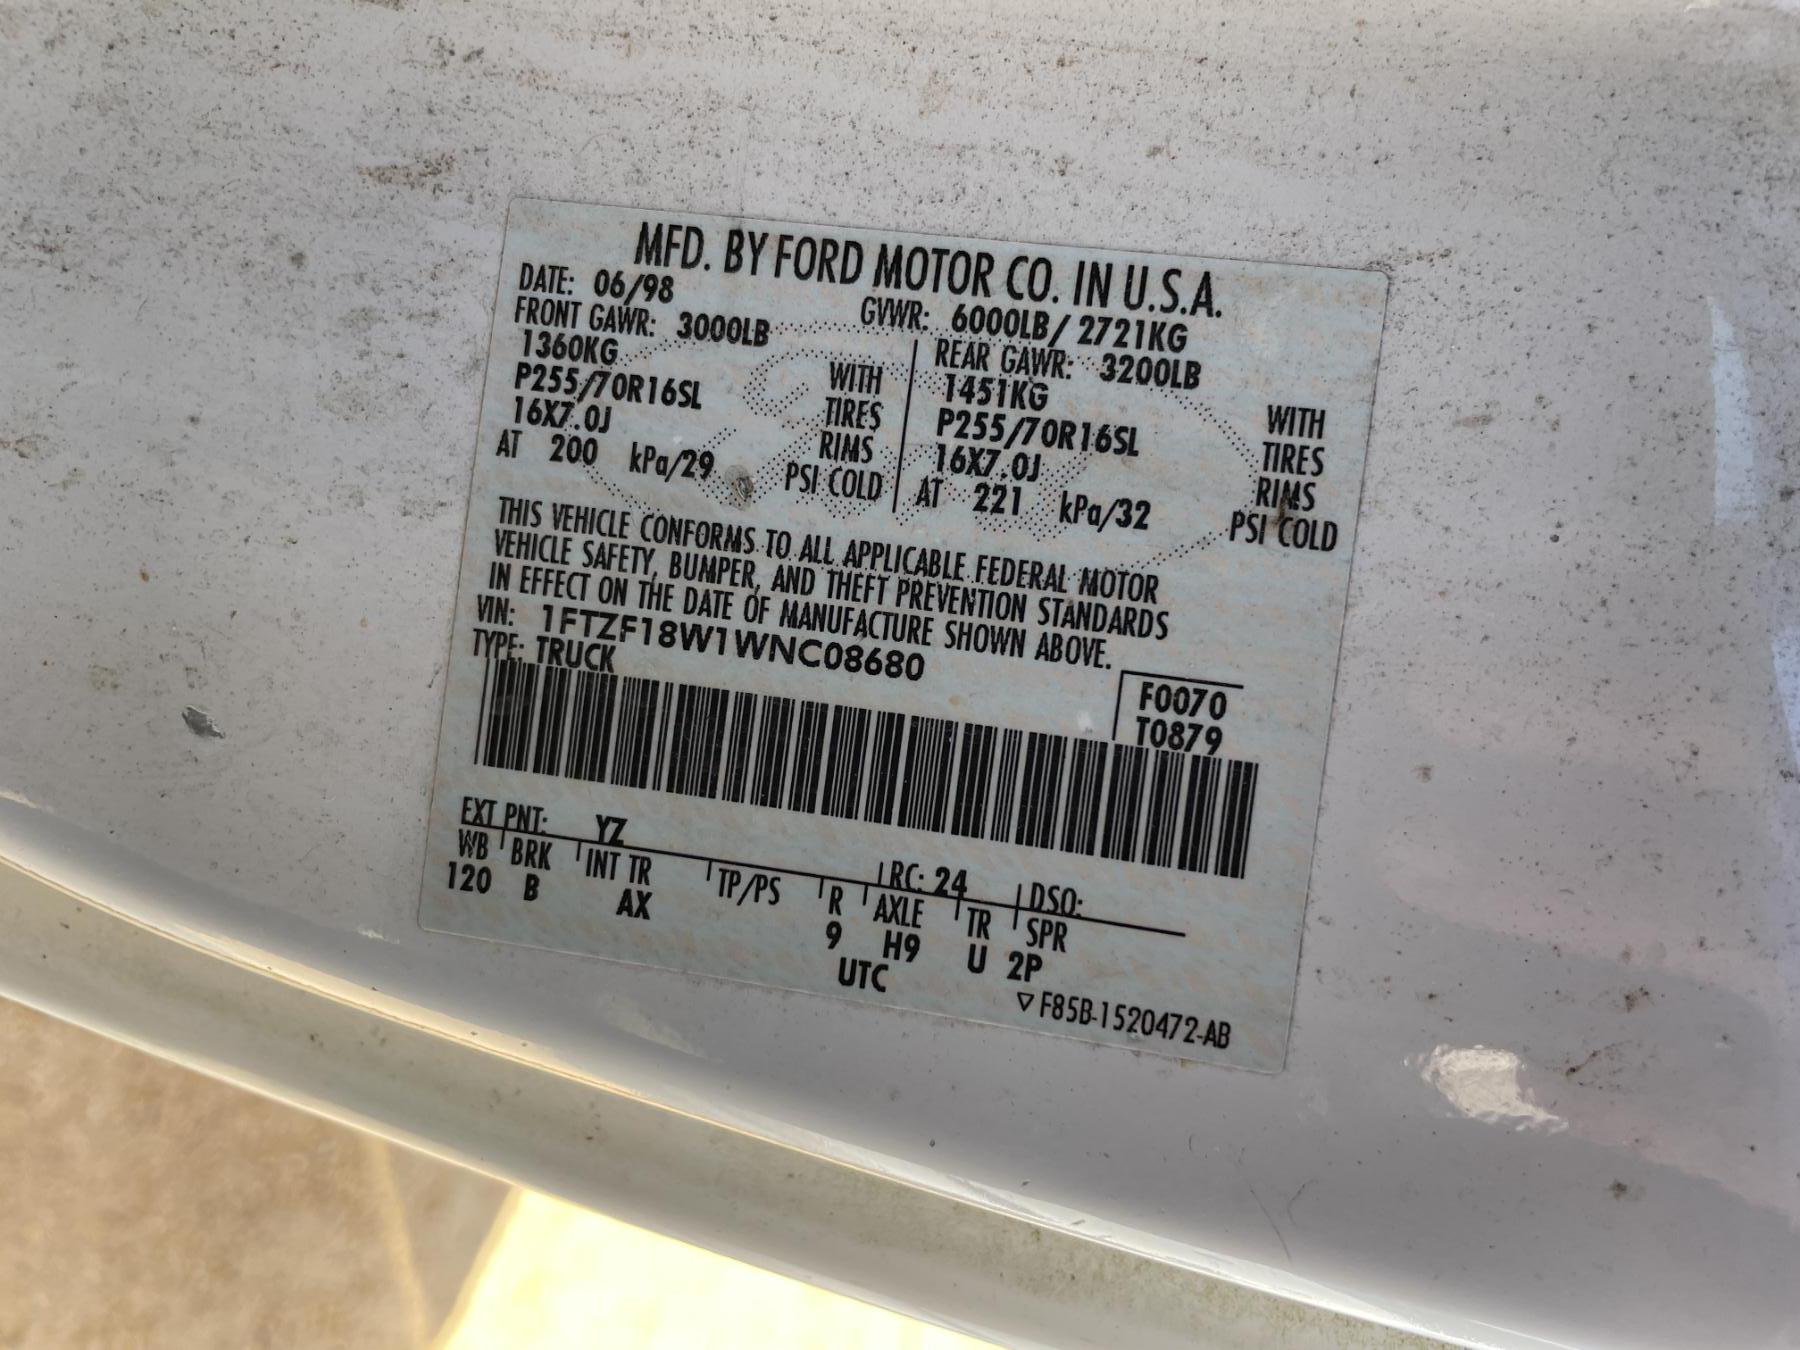 MFD. BY FORD MOTOR CO. IN U.S.A.
DATE: 06/98 GVWR: 6000LB/ 2721KG
FRONT GAWR: 3000LB REAR GAWR: 3200LB
1360KG WITH 1451KG WITH
P255/70R16SL TIRES P255/70R16SL TIRES
16X7.0J RIMS 16X7.0J RIMS
AT 200 kPa/29 PSI COLD AT 221 kPa/32 PSI COLD
THIS VEHICLE CONFORMS TO ALL APPLICABLE FEDERAL MOTOR
VEHICLE SAFETY, BUMPER, AND THEFT PREVENTION STANDARDS
IN EFFECT ON THE DATE OF MANUFACTURE SHOWN ABOVE.
VIN: 1FTZF18W1WNC08680
TYPE: TRUCK
F0070
T0879
EXT PNT: YZ RC: 24 DSO:
WB BRK INT TR TP/PS R AXLE TR SPR
120 B AX 9 H9 U 2P
UTC
▽ F85B-1520472-AB